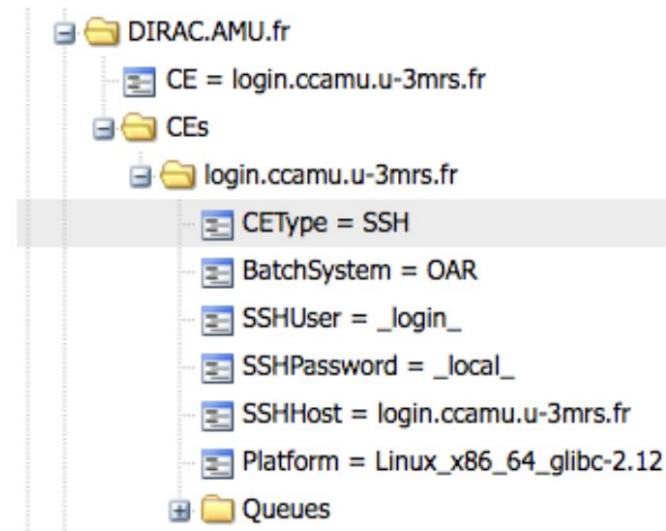 DIRAC.AMU.fr
CE = login.ccamu.u-3mrs.fr
CEs
login.ccamu.u-3mrs.fr
CEType = SSH
BatchSystem = OAR
SSHUser = _login_
SSHPassword = _local_
SSHHost = login.ccamu.u-3mrs.fr
Platform = Linux_x86_64_glibc-2.12
Queues